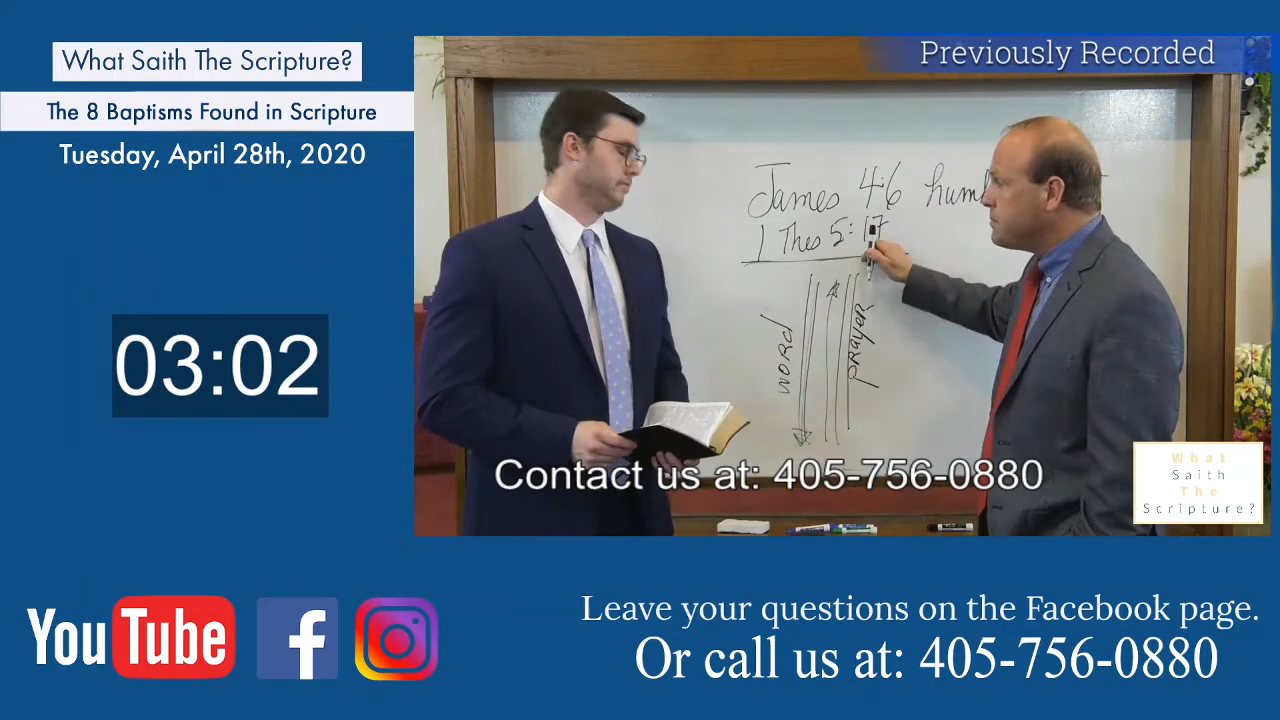 What Saith The Scripture?
The 8 Baptisms Found in Scripture
Tuesday, April 28th, 2020
03:02
Previously Recorded
James 4:6
1 Thes 5:17
WORD
PRAYER
Contact us at: 405-756-0880
What
Saith
The
Scripture?
YouTube
Leave your questions on the Facebook page.
Or call us at: 405-756-0880